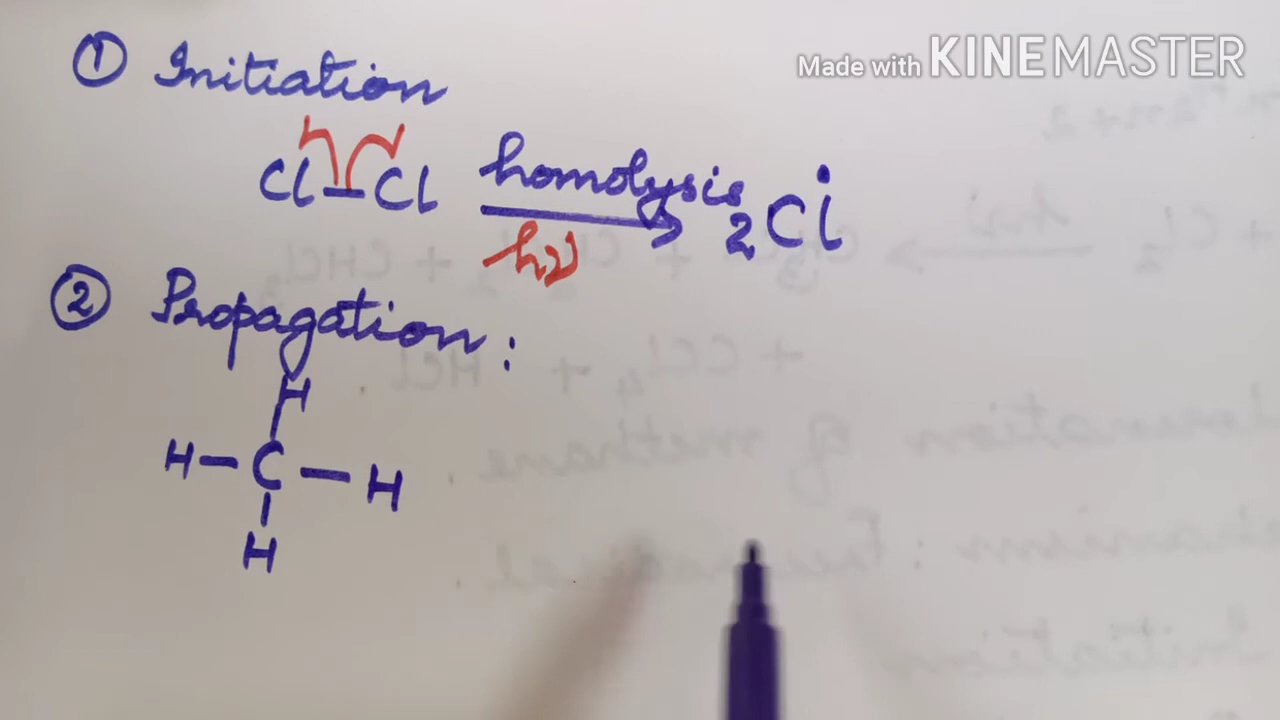 Made with KINEMASTER
① Initiation
Cl – Cl homolysis hν 2Cl•
② Propagation :
H
H – C – H
H